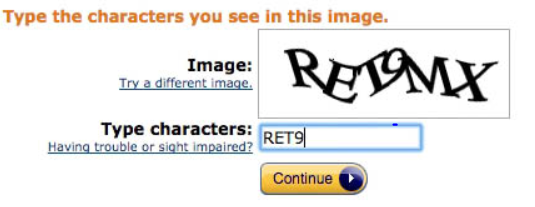 Type the characters you see in this image.
Image:
RET9MX
Try a different image.
Type characters:
RET9
Having trouble or sight impaired?
Continue